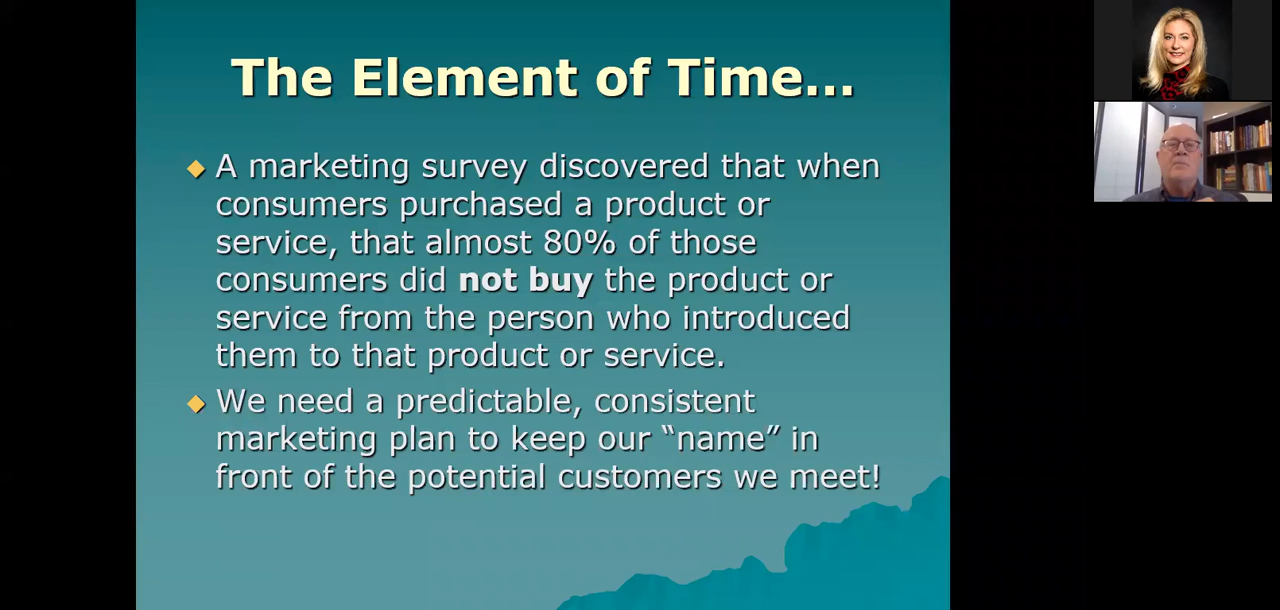 The Element of Time...
A marketing survey discovered that when
consumers purchased a product or
service, that almost 80% of those
consumers did not buy the product or
service from the person who introduced
them to that product or service.
We need a predictable, consistent
marketing plan to keep our “name” in
front of the potential customers we meet!